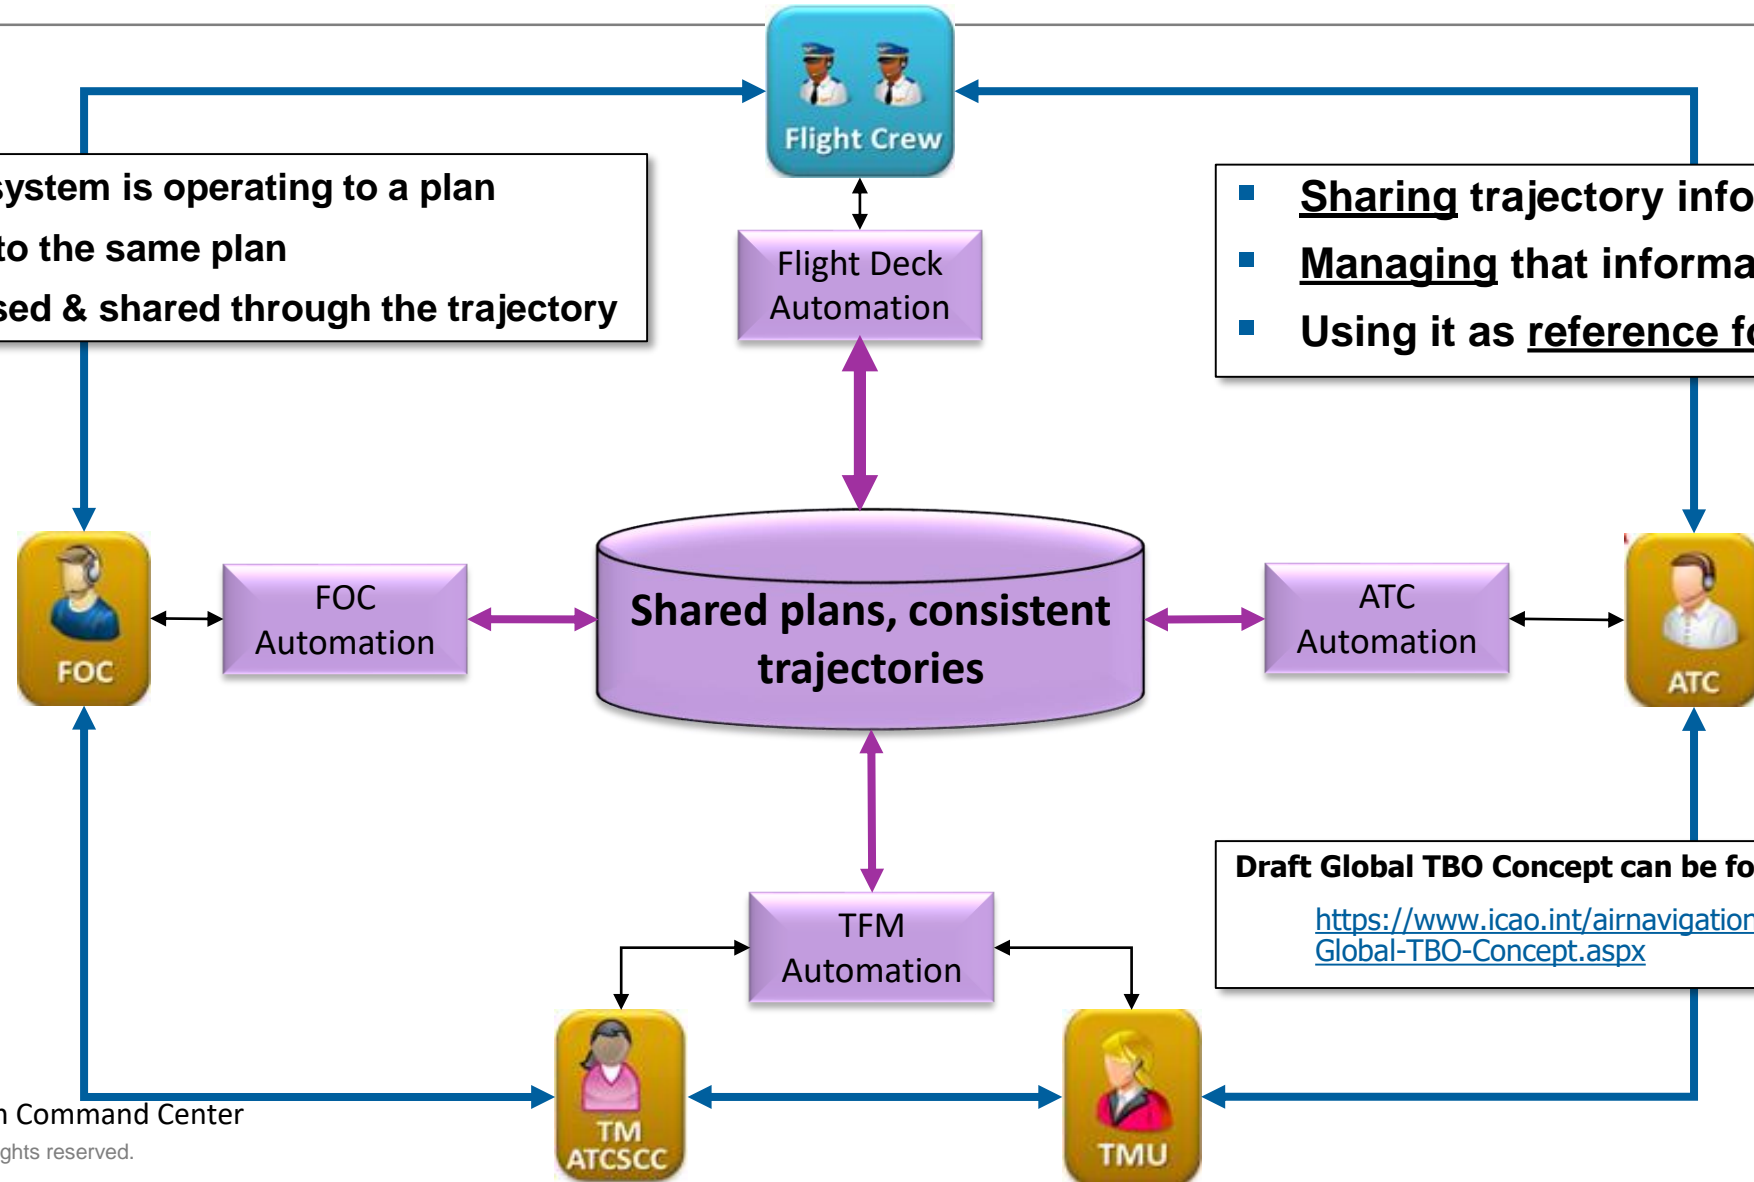 Flight Crew
system is operating to a plan
to the same plan
sed & shared through the trajectory
Sharing trajectory info
Managing that informa
Using it as reference fo
Flight Deck
Automation
FOC
FOC
Automation
Shared plans, consistent
trajectories
ATC
Automation
ATC
TFM
Automation
Draft Global TBO Concept can be fo
https://www.icao.int/airnavigation
Global-TBO-Concept.aspx
TM
ATCSCC
TMU
n Command Center
ghts reserved.